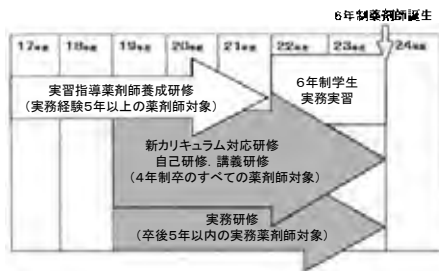 6年制薬剤師誕生
17年度 18年度 19年度 20年度 21年度 22年度 23年度 24年度
実習指導薬剤師養成研修
(実務経験5年以上の薬剤師対象)
6年制学生
実務実習
新カリキュラム対応研修
自己研修. 講義研修
(4年制卒のすべての薬剤師対象)
実務研修
(卒後5年以内の実務薬剤師対象)